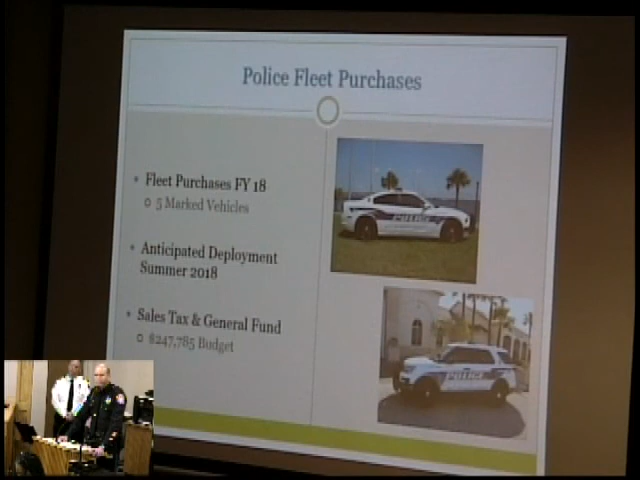 Police Fleet Purchases
Fleet Purchases FY 18
5 Marked Vehicles
Anticipated Deployment
Summer 2018
Sales Tax & General Fund
$247,785 Budget
POLICE
POLICE